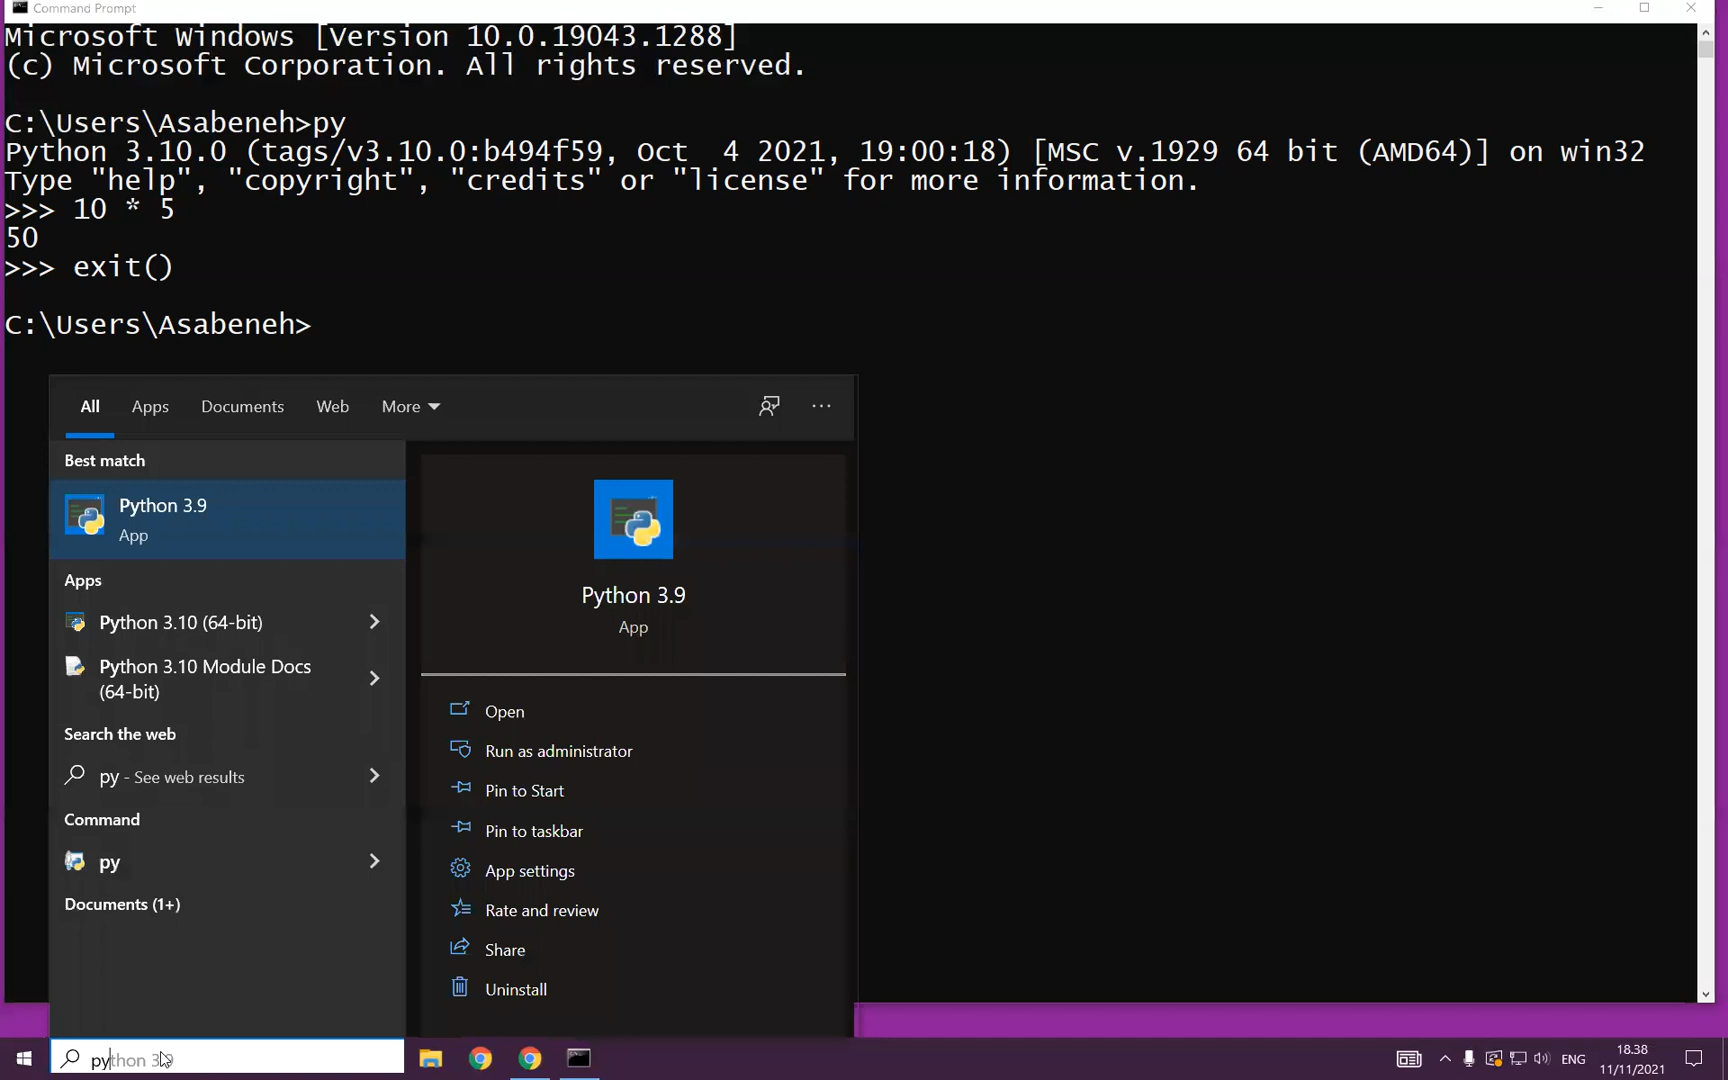 Command Prompt
Microsoft Windows [Version 10.0.19043.1288]
(c) Microsoft Corporation. All rights reserved.
C:\Users\Asabeneh>py
Python 3.10.0 (tags/v3.10.0:b494f59, Oct  4 2021, 19:00:18) [MSC v.1929 64 bit (AMD64)] on win32
Type "help", "copyright", "credits" or "license" for more information.
>>> 10 * 5
50
>>> exit()
C:\Users\Asabeneh>
All Apps Documents Web More
Best match
Python 3.9
App
Apps
Python 3.10 (64-bit)
Python 3.10 Module Docs
(64-bit)
Search the web
py - See web results
Command
py
Documents (1+)
Python 3.9
App
Open
Run as administrator
Pin to Start
Pin to taskbar
App settings
Rate and review
Share
Uninstall
python 3.9
ENG
18.38
11/11/2021